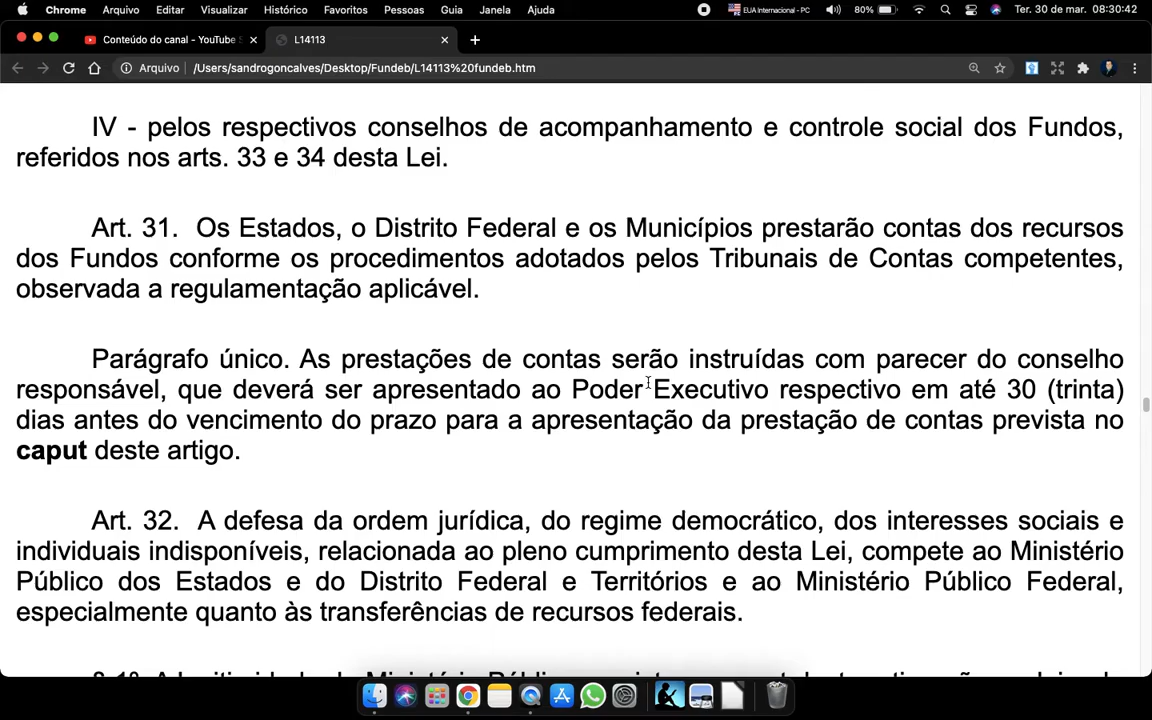 Chrome Arquivo Editar Visualizar Histórico Favoritos Pessoas Guia Janela Ajuda EUA Internacional - PC 80% Ter. 30 de mar. 08:30:42
Conteúdo do canal - YouTube L14113
Arquivo /Users/sandrogoncalves/Desktop/Fundeb/L14113%20fundeb.htm
IV - pelos respectivos conselhos de acompanhamento e controle social dos Fundos,
referidos nos arts. 33 e 34 desta Lei.
Art. 31. Os Estados, o Distrito Federal e os Municípios prestarão contas dos recursos
dos Fundos conforme os procedimentos adotados pelos Tribunais de Contas competentes,
observada a regulamentação aplicável.
Parágrafo único. As prestações de contas serão instruídas com parecer do conselho
responsável, que deverá ser apresentado ao Poder Executivo respectivo em até 30 (trinta)
dias antes do vencimento do prazo para a apresentação da prestação de contas prevista no
caput deste artigo.
Art. 32. A defesa da ordem jurídica, do regime democrático, dos interesses sociais e
individuais indisponíveis, relacionada ao pleno cumprimento desta Lei, compete ao Ministério
Público dos Estados e do Distrito Federal e Territórios e ao Ministério Público Federal,
especialmente quanto às transferências de recursos federais.